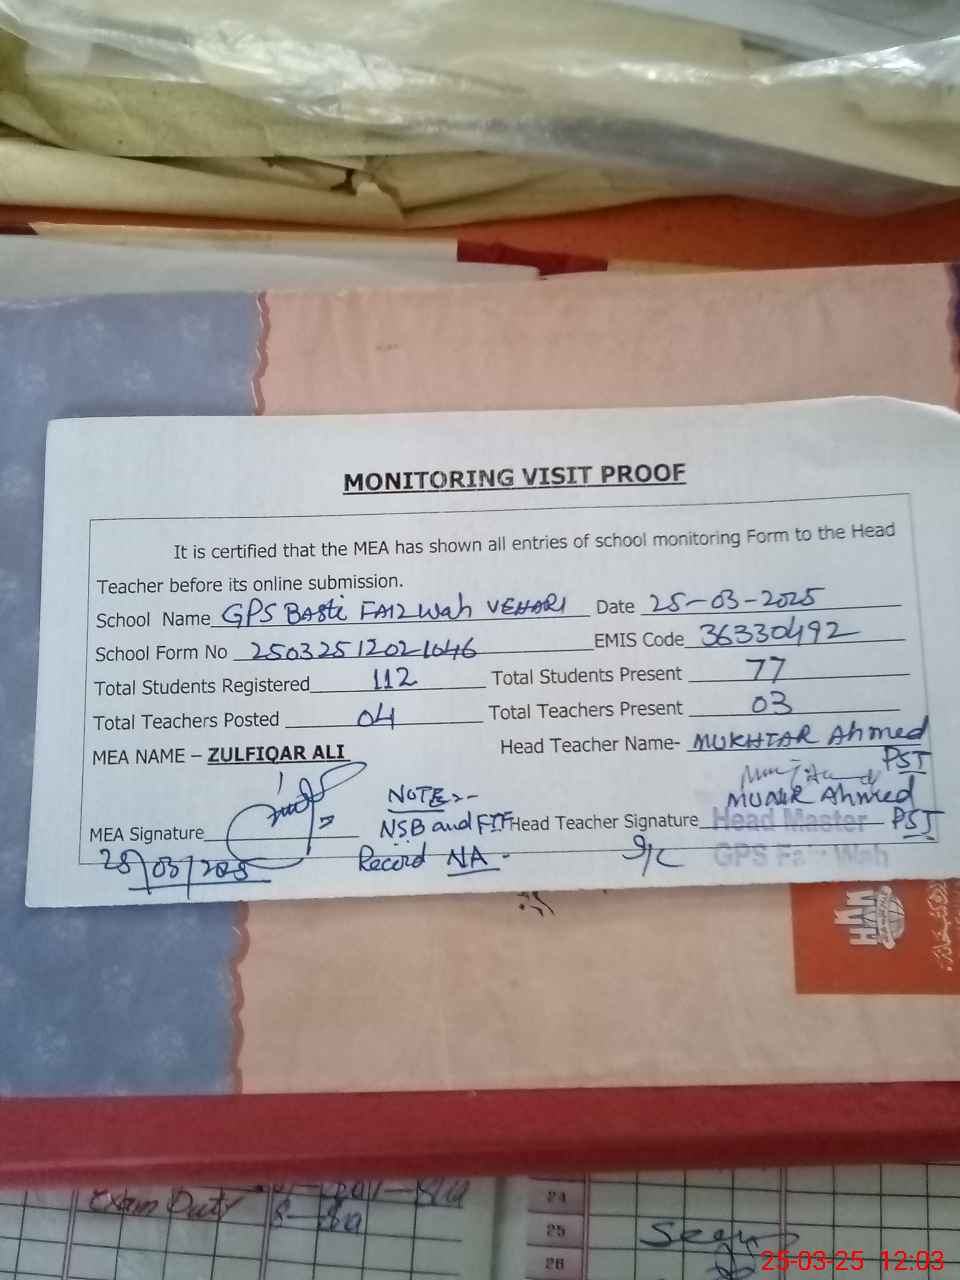 MONITORING VISIT PROOF
It is certified that the MEA has shown all entries of school monitoring Form to the Head
Teacher before its online submission.
School Name GPS Basti FAIZ Wah VEHARI Date 25-03-2025
School Form No 25032512021046 EMIS Code 36330492
Total Students Registered 112 Total Students Present 77
Total Teachers Posted 04 Total Teachers Present 03
MEA NAME – ZULFIQAR ALI Head Teacher Name- MUKHTAR Ahmed
PST
NOTE:-
MUNIR Ahmed
MEA Signature NSB and FTF Head Teacher Signature Head Master PST
25/03/2025 Record NA. I/C GPS Faiz Wah
Exam Duty
24
25
26
25-03-25 12:03